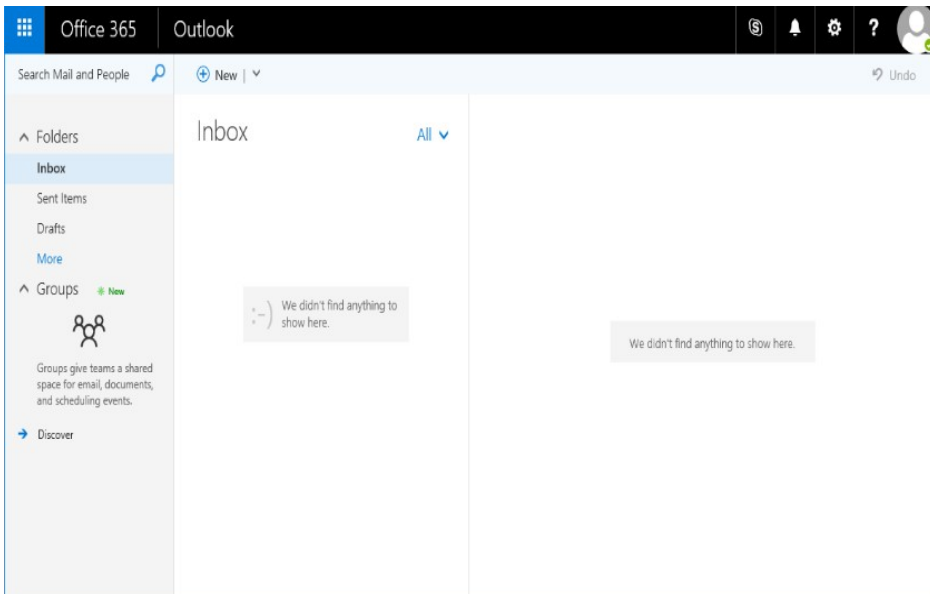 Office 365
Outlook
?
Search Mail and People
New
Undo
Folders
Inbox
Sent Items
Drafts
More
Groups
New
Groups give teams a shared
space for email, documents,
and scheduling events.
Discover
Inbox
All
:-)
We didn't find anything to
show here.
We didn't find anything to show here.